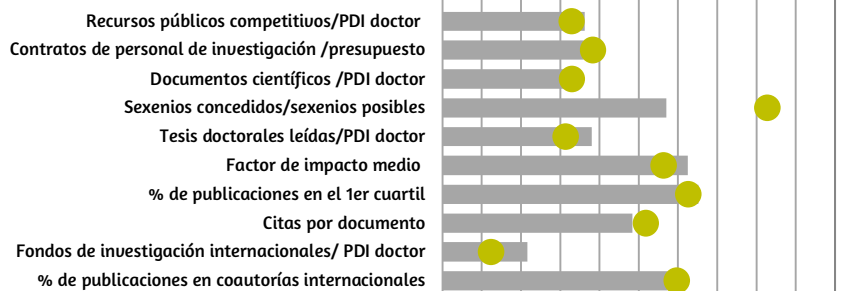 Recursos públicos competitivos/PDI doctor
Contratos de personal de investigación /presupuesto
Documentos científicos /PDI doctor
Sexenios concedidos/sexenios posibles
Tesis doctorales leídas/PDI doctor
Factor de impacto medio
% de publicaciones en el 1er cuartil
Citas por documento
Fondos de investigación internacionales/ PDI doctor
% de publicaciones en coautorías internacionales